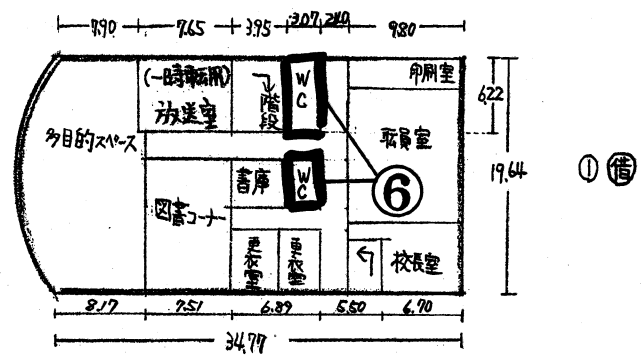 7.90 7.65 3.95 3.07 2.40 9.80
(一時転用)
放送室
階段
WC
印刷室
6.22
多目的スペース
職員室
19.64
① 借
書庫
WC
⑥
図書コーナー
更衣室
更衣室
校長室
8.17 7.51 6.89 5.50 6.70
34.77